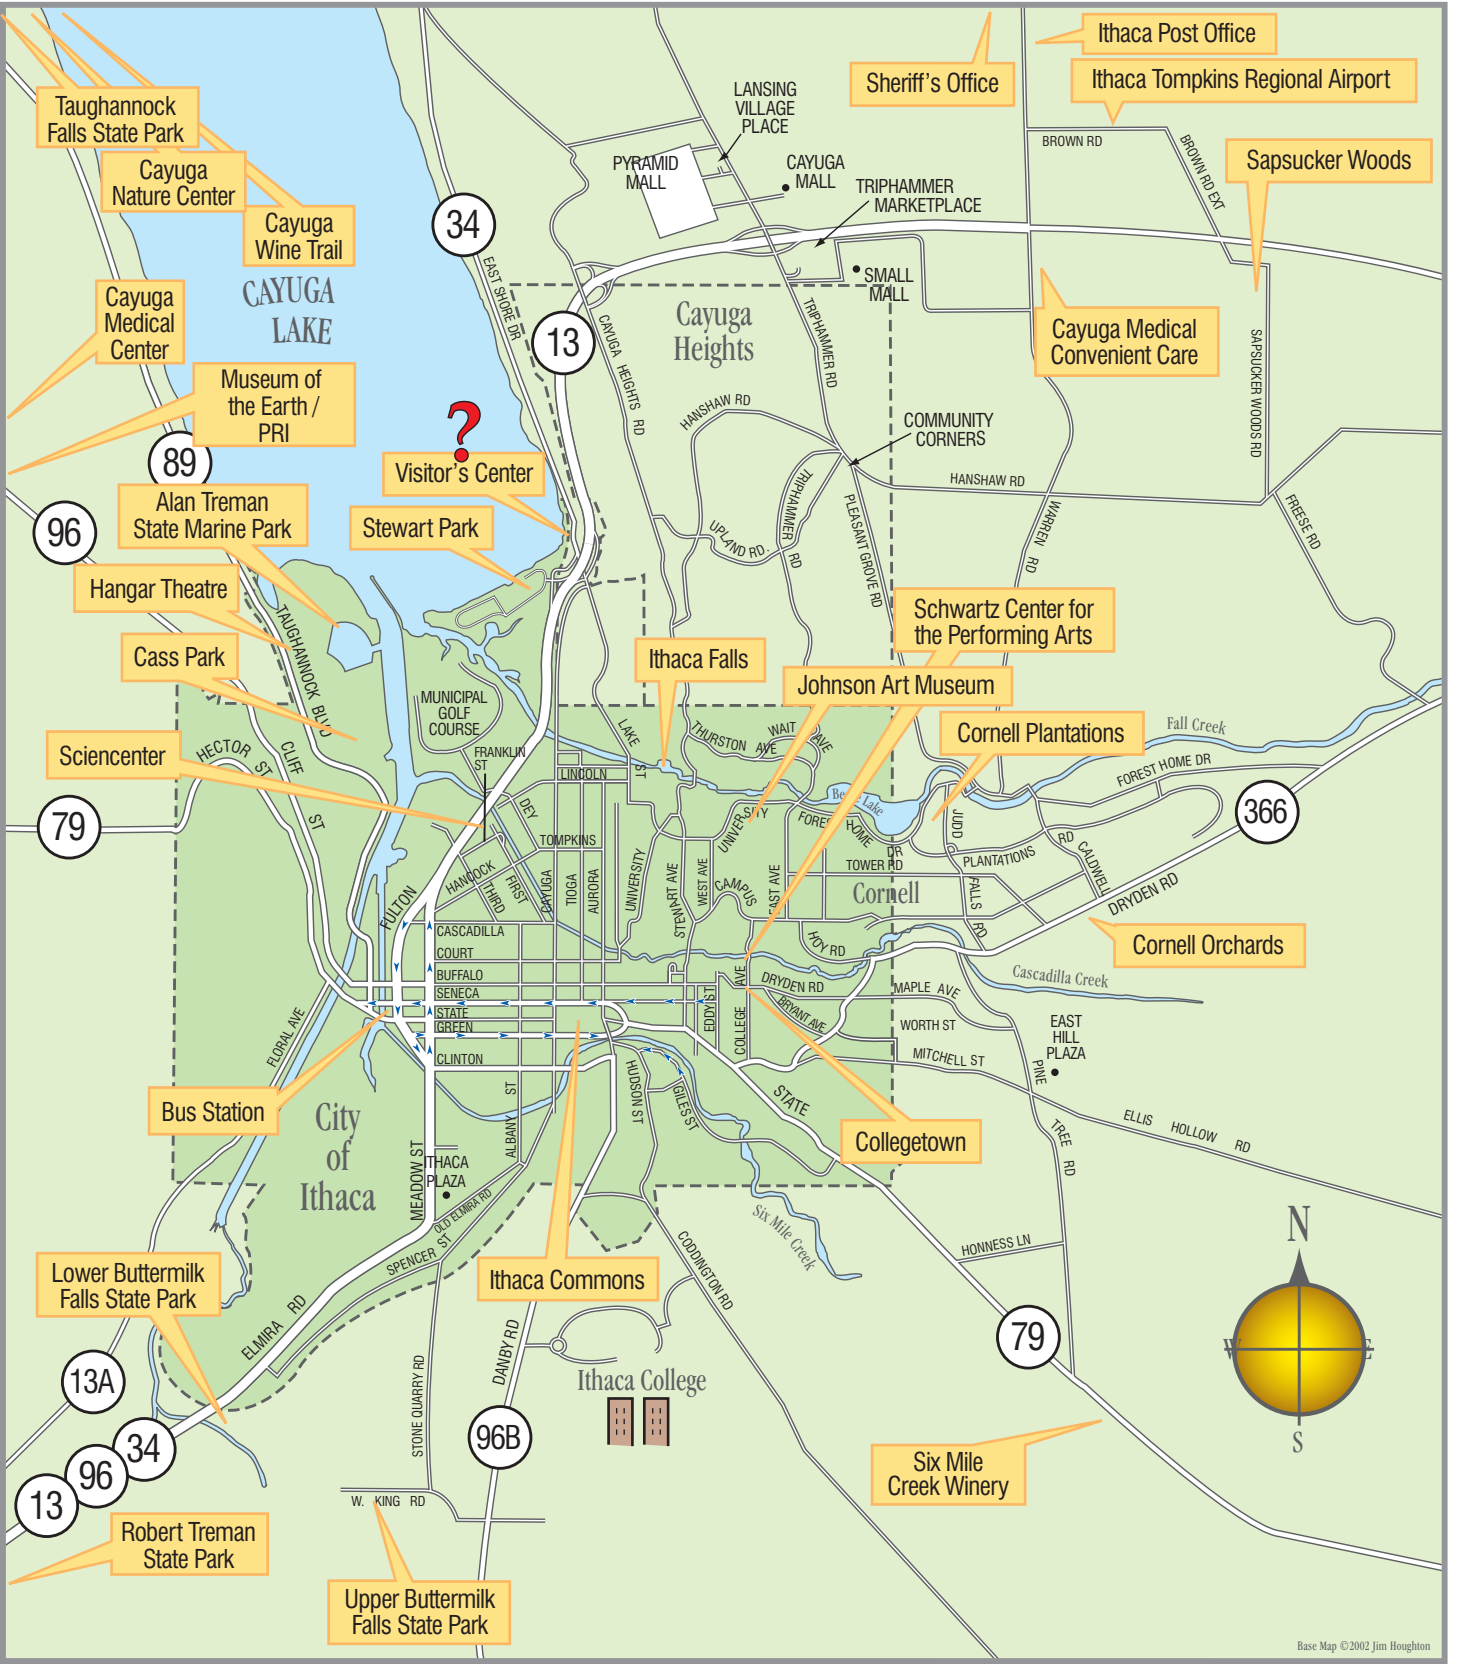 Ithaca Post Office
Sheriff's Office
Ithaca Tompkins Regional Airport
Taughannock
Falls State Park
LANSING
VILLAGE
PLACE
BROWN RD
BROWN RD EXT
Sapsucker Woods
Cayuga
Nature Center
PYRAMID
MALL
CAYUGA
MALL
TRIPHAMMER
MARKETPLACE
Cayuga
Wine Trail
34
EAST SHORE DR
SMALL
MALL
CAYUGA
LAKE
Cayuga
Medical
Center
13
CAYUGA HEIGHTS RD
Cayuga
Heights
TRIPHAMMER RD
Cayuga Medical
Convenient Care
SAPSUCKER WOODS RD
Museum of
the Earth /
PRI
?
HANSHAW RD
COMMUNITY
CORNERS
89
Visitor's Center
HANSHAW RD
96
Alan Treman
State Marine Park
Stewart Park
UPLAND RD.
TRIPHAMMER RD
PLEASANT GROVE RD
WARREN RD
FREESE RD
Hangar Theatre
TAUGHANNOCK BLVD
Schwartz Center for
the Performing Arts
Cass Park
Ithaca Falls
Johnson Art Museum
MUNICIPAL
GOLF
COURSE
Sciencenter
HECTOR ST
CLIFF ST
FRANKLIN
ST
LAKE ST
THURSTON AVE
WAIT AVE
Cornell Plantations
Fall Creek
LINCOLN
FOREST HOME DR
366
79
DEY
Beebe Lake
UNIVERSITY
FOREST HOME DR
JUDD FALLS RD
TOMPKINS
HANCOCK
THIRD
FIRST
CAYUGA
TIOGA
AURORA
UNIVERSITY
STEWART AVE
WEST AVE
CAMPUS
EAST AVE
TOWER RD
PLANTATIONS RD
CALDWELL
DRYDEN RD
Cornell
FULTON
CASCADILLA
COURT
BUFFALO
SENECA
STATE
GREEN
CLINTON
HOY RD
Cornell Orchards
Cascadilla Creek
DRYDEN RD
MAPLE AVE
BRYANT AVE
EDDY ST
COLLEGE AVE
WORTH ST
MITCHELL ST
EAST
HILL
PLAZA
FLORAL AVE
Bus Station
City
of
Ithaca
ALBANY ST
HUDSON ST
GILES ST
STATE
PINE TREE RD
ELLIS HOLLOW RD
Collegetown
MEADOW ST
ITHACA
PLAZA
OLD ELMIRA RD
SPENCER ST
Six Mile Creek
CODDINGTON RD
HONNESS LN
N
W
E
S
Lower Buttermilk
Falls State Park
Ithaca Commons
ELMIRA RD
79
13A
STONE QUARRY RD
DANBY RD
Ithaca College
96B
34
96
13
Six Mile
Creek Winery
W. KING RD
Robert Treman
State Park
Upper Buttermilk
Falls State Park
Base Map ©2002 Jim Houghton